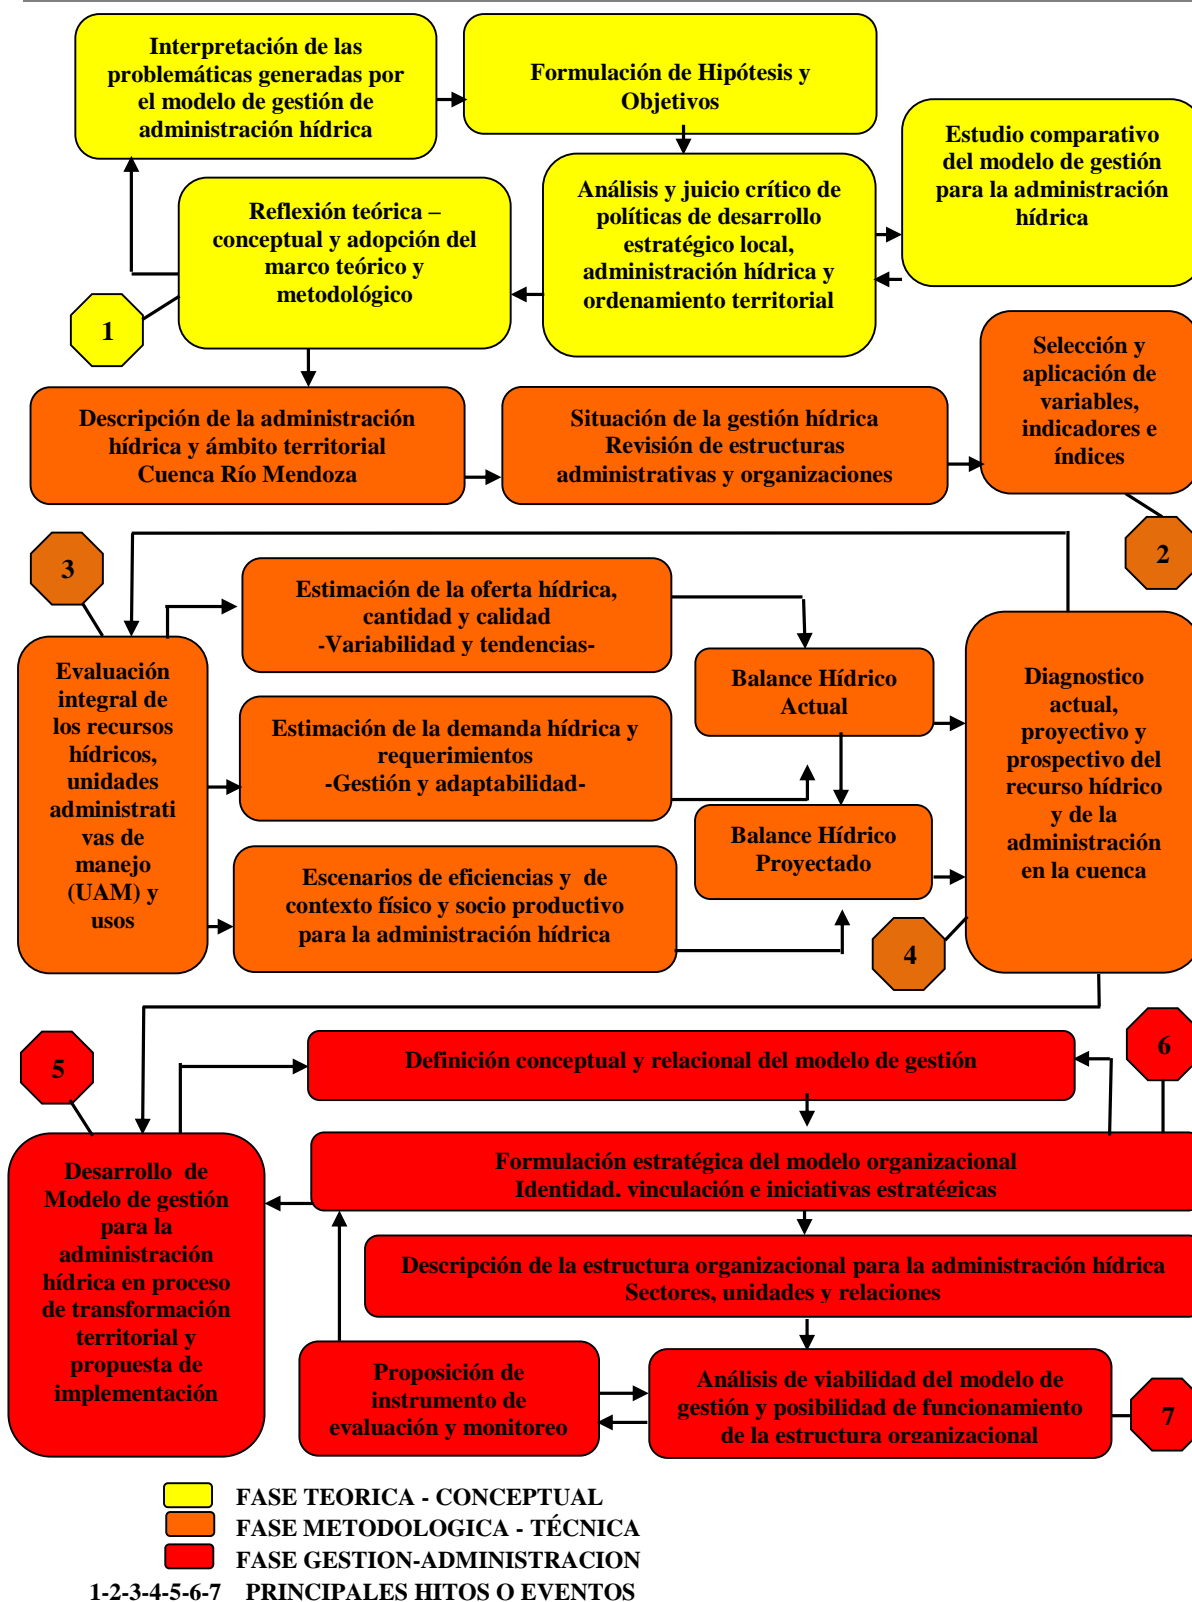 Interpretación de las
problemáticas generadas por
el modelo de gestión de
administración hídrica
Formulación de Hipótesis y
Objetivos
Estudio comparativo
del modelo de gestión
para la administración
hídrica
Análisis y juicio crítico de
políticas de desarrollo
estratégico local,
administración hídrica y
ordenamiento territorial
Reflexión teórica –
conceptual y adopción del
marco teórico y
metodológico
1
Descripción de la administración
hídrica y ámbito territorial
Cuenca Río Mendoza
Situación de la gestión hídrica
Revisión de estructuras
administrativas y organizaciones
Selección y
aplicación de
variables,
indicadores e
índices
2
3
Evaluación
integral de
los recursos
hídricos,
unidades
administrati
vas de
manejo
(UAM) y
usos
Estimación de la oferta hídrica,
cantidad y calidad
-Variabilidad y tendencias-
Estimación de la demanda hídrica y
requerimientos
-Gestión y adaptabilidad-
Escenarios de eficiencias y  de
contexto físico y socio productivo
para la administración hídrica
Balance Hídrico
Actual
Balance Hídrico
Proyectado
Diagnostico
actual,
proyectivo y
prospectivo del
recurso hídrico
y de la
administración
en la cuenca
4
5
6
Definición conceptual y relacional del modelo de gestión
Formulación estratégica del modelo organizacional
Identidad, vinculación e iniciativas estratégicas
Desarrollo  de
Modelo de gestión
para la
administración
hídrica en proceso
de transformación
territorial y
propuesta de
implementación
Descripción de la estructura organizacional para la administración hídrica
Sectores, unidades y relaciones
Proposición de
instrumento de
evaluación y monitoreo
Análisis de viabilidad del modelo de
gestión y posibilidad de funcionamiento
de la estructura organizacional
7
FASE TEORICA - CONCEPTUAL
FASE METODOLOGICA - TÉCNICA
FASE GESTION-ADMINISTRACION
1-2-3-4-5-6-7 PRINCIPALES HITOS O EVENTOS